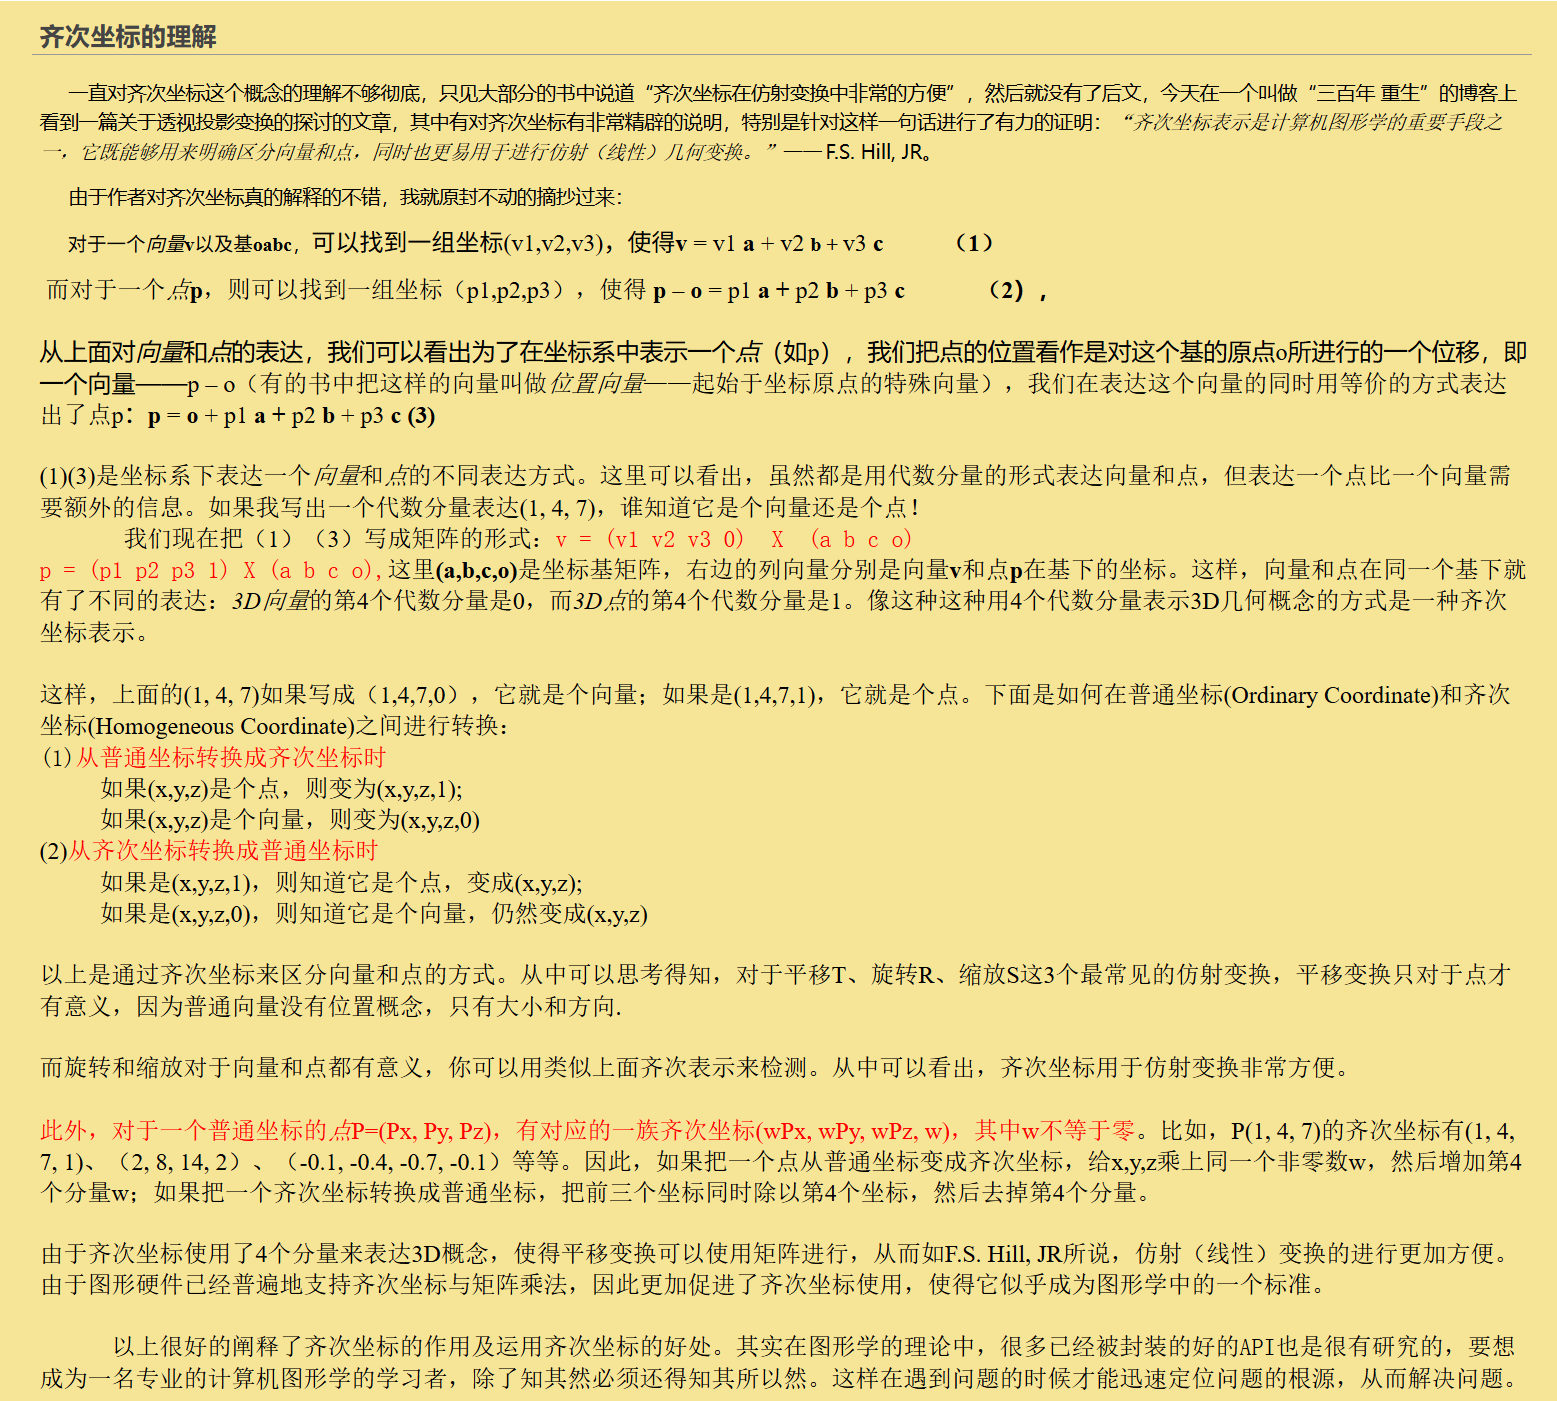 齐次坐标的理解
一直对齐次坐标这个概念的理解不够彻底，只见大部分的书中说道“齐次坐标在仿射变换中非常的方便”，然后就没有了后文，今天在一个叫做“三百年 重生”的博客上
看到一篇关于透视投影变换的探讨的文章，其中有对齐次坐标有非常精辟的说明，特别是针对这样一句话进行了有力的证明：“齐次坐标表示是计算机图形学的重要手段之
一，它既能够用来明确区分向量和点，同时也更易用于进行仿射（线性）几何变换。”—— F.S. Hill, JR。
由于作者对齐次坐标真的解释的不错，我就原封不动的摘抄过来：
对于一个向量v以及基oabc，可以找到一组坐标(v1,v2,v3)，使得v = v1 a + v2 b + v3 c （1）
而对于一个点p，则可以找到一组坐标（p1,p2,p3），使得 p – o = p1 a + p2 b + p3 c （2），
从上面对向量和点的表达，我们可以看出为了在坐标系中表示一个点（如p），我们把点的位置看作是对这个基的原点o所进行的一个位移，即
一个向量——p – o（有的书中把这样的向量叫做位置向量——起始于坐标原点的特殊向量），我们在表达这个向量的同时用等价的方式表达
出了点p：p = o + p1 a + p2 b + p3 c (3)
(1)(3)是坐标系下表达一个向量和点的不同表达方式。这里可以看出，虽然都是用代数分量的形式表达向量和点，但表达一个点比一个向量需
要额外的信息。如果我写出一个代数分量表达(1, 4, 7)，谁知道它是个向量还是个点！
我们现在把（1）（3）写成矩阵的形式：v = (v1 v2 v3 0) X (a b c o)
p = (p1 p2 p3 1) X (a b c o),这里(a,b,c,o)是坐标基矩阵，右边的列向量分别是向量v和点p在基下的坐标。这样，向量和点在同一个基下就
有了不同的表达：3D向量的第4个代数分量是0，而3D点的第4个代数分量是1。像这种这种用4个代数分量表示3D几何概念的方式是一种齐次
坐标表示。
这样，上面的(1, 4, 7)如果写成（1,4,7,0），它就是个向量；如果是(1,4,7,1)，它就是个点。下面是如何在普通坐标(Ordinary Coordinate)和齐次
坐标(Homogeneous Coordinate)之间进行转换：
(1)从普通坐标转换成齐次坐标时
如果(x,y,z)是个点，则变为(x,y,z,1);
如果(x,y,z)是个向量，则变为(x,y,z,0)
(2)从齐次坐标转换成普通坐标时
如果是(x,y,z,1)，则知道它是个点，变成(x,y,z);
如果是(x,y,z,0)，则知道它是个向量，仍然变成(x,y,z)
以上是通过齐次坐标来区分向量和点的方式。从中可以思考得知，对于平移T、旋转R、缩放S这3个最常见的仿射变换，平移变换只对于点才
有意义，因为普通向量没有位置概念，只有大小和方向.
而旋转和缩放对于向量和点都有意义，你可以用类似上面齐次表示来检测。从中可以看出，齐次坐标用于仿射变换非常方便。
此外，对于一个普通坐标的点P=(Px, Py, Pz)，有对应的一族齐次坐标(wPx, wPy, wPz, w)，其中w不等于零。比如，P(1, 4, 7)的齐次坐标有(1, 4,
7, 1)、（2, 8, 14, 2）、（-0.1, -0.4, -0.7, -0.1）等等。因此，如果把一个点从普通坐标变成齐次坐标，给x,y,z乘上同一个非零数w，然后增加第4
个分量w；如果把一个齐次坐标转换成普通坐标，把前三个坐标同时除以第4个坐标，然后去掉第4个分量。
由于齐次坐标使用了4个分量来表达3D概念，使得平移变换可以使用矩阵进行，从而如F.S. Hill, JR所说，仿射（线性）变换的进行更加方便。
由于图形硬件已经普遍地支持齐次坐标与矩阵乘法，因此更加促进了齐次坐标使用，使得它似乎成为图形学中的一个标准。
以上很好的阐释了齐次坐标的作用及运用齐次坐标的好处。其实在图形学的理论中，很多已经被封装的好的API也是很有研究的，要想
成为一名专业的计算机图形学的学习者，除了知其然必须还得知其所以然。这样在遇到问题的时候才能迅速定位问题的根源，从而解决问题。